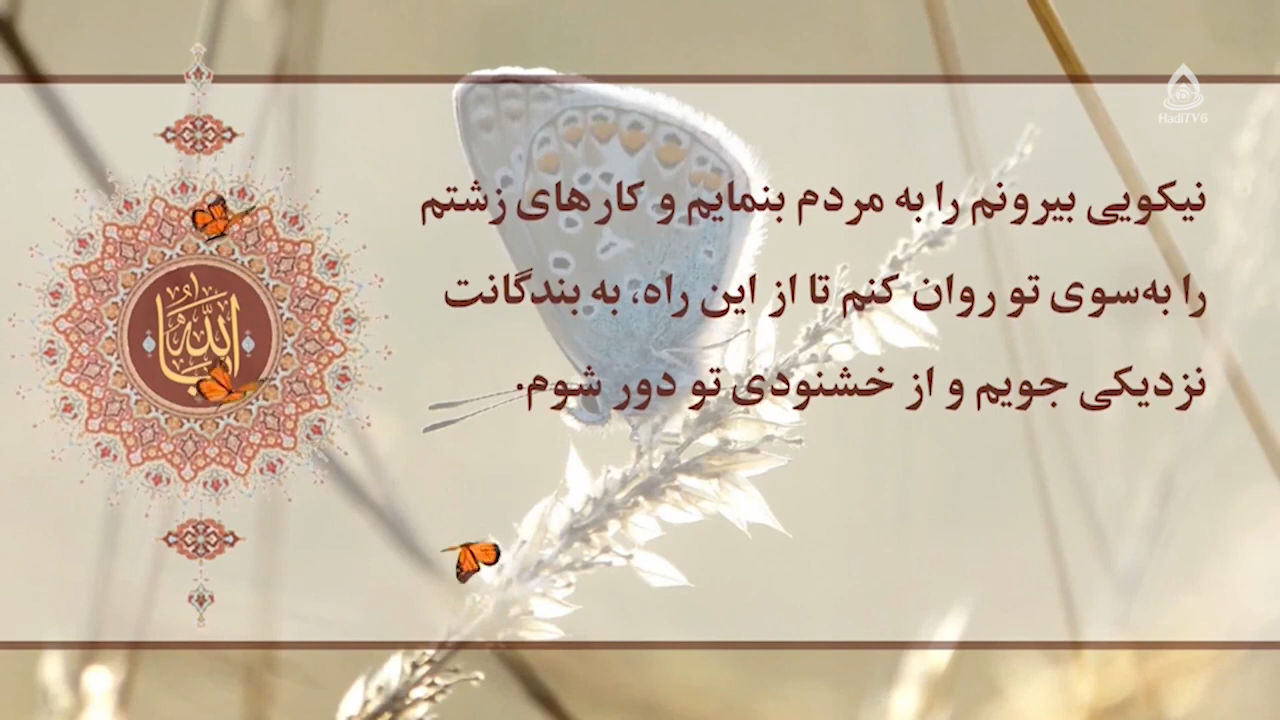 HadiTV6
نیکویی بیرونم را به مردم بنمایم و کارهای زشتم
را به‌سوی تو روان کنم تا از این راه، به بندگانت
نزدیکی جویم و از خشنودی تو دور شوم.